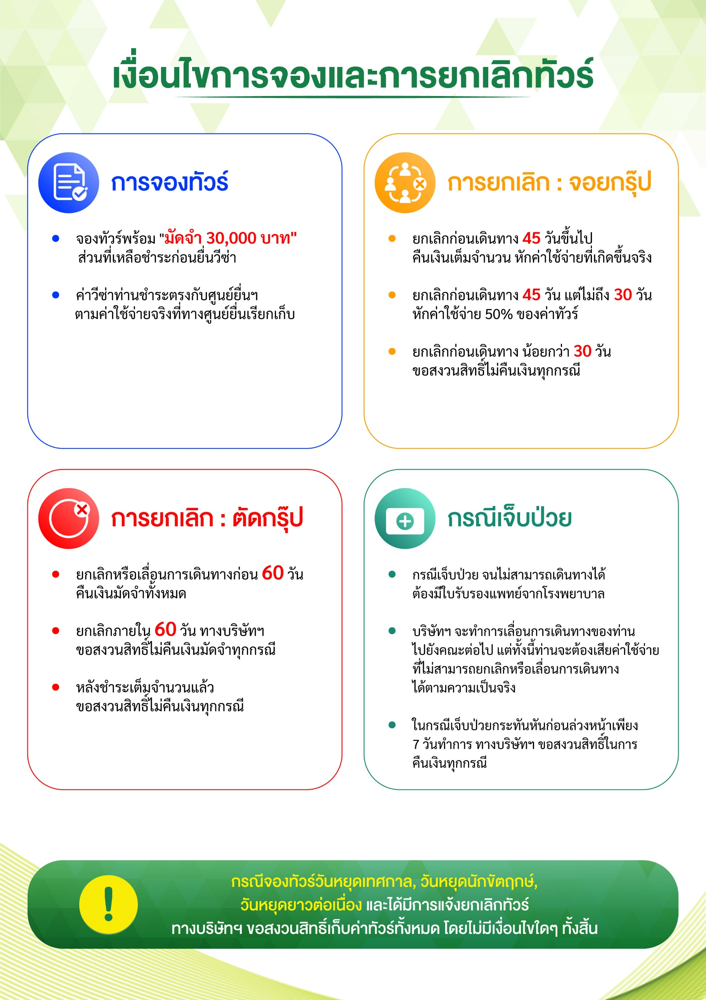 เงื่อนไขการจองและการยกเลิกทัวร์
การจองทัวร์
จองทัวร์พร้อม "มัดจำ 30,000 บาท"
ส่วนที่เหลือชำระก่อนยื่นวีซ่า
ค่าวีซ่าท่านชำระตรงกับศูนย์ยื่นฯ
ตามค่าใช้จ่ายจริงที่ทางศูนย์ยื่นเรียกเก็บ
การยกเลิก : จอยกรุ๊ป
ยกเลิกก่อนเดินทาง 45 วันขึ้นไป
คืนเงินเต็มจำนวน หักค่าใช้จ่ายที่เกิดขึ้นจริง
ยกเลิกก่อนเดินทาง 45 วัน แต่ไม่ถึง 30 วัน
หักค่าใช้จ่าย 50% ของค่าทัวร์
ยกเลิกก่อนเดินทาง น้อยกว่า 30 วัน
ขอสงวนสิทธิ์ไม่คืนเงินทุกกรณี
การยกเลิก : ตัดกรุ๊ป
ยกเลิกหรือเลื่อนการเดินทางก่อน 60 วัน
คืนเงินมัดจำทั้งหมด
ยกเลิกภายใน 60 วัน ทางบริษัทฯ
ขอสงวนสิทธิ์ไม่คืนเงินมัดจำทุกกรณี
หลังชำระเต็มจำนวนแล้ว
ขอสงวนสิทธิ์ไม่คืนเงินทุกกรณี
กรณีเจ็บป่วย
กรณีเจ็บป่วย จนไม่สามารถเดินทางได้
ต้องมีใบรับรองแพทย์จากโรงพยาบาล
บริษัทฯ จะทำการเลื่อนการเดินทางของท่าน
ไปยังคณะต่อไป แต่ทั้งนี้ท่านจะต้องเสียค่าใช้จ่าย
ที่ไม่สามารถยกเลิกหรือเลื่อนการเดินทาง
ได้ตามความเป็นจริง
ในกรณีเจ็บป่วยกระทันหันก่อนล่วงหน้าเพียง
7 วันทำการ ทางบริษัทฯ ขอสงวนสิทธิ์ในการ
คืนเงินทุกกรณี
กรณีจองทัวร์วันหยุดเทศกาล, วันหยุดนักขัตฤกษ์,
วันหยุดยาวต่อเนื่อง และได้มีการแจ้งยกเลิกทัวร์
ทางบริษัทฯ ขอสงวนสิทธิ์เก็บค่าทัวร์ทั้งหมด โดยไม่มีเงื่อนไขใดๆ ทั้งสิ้น